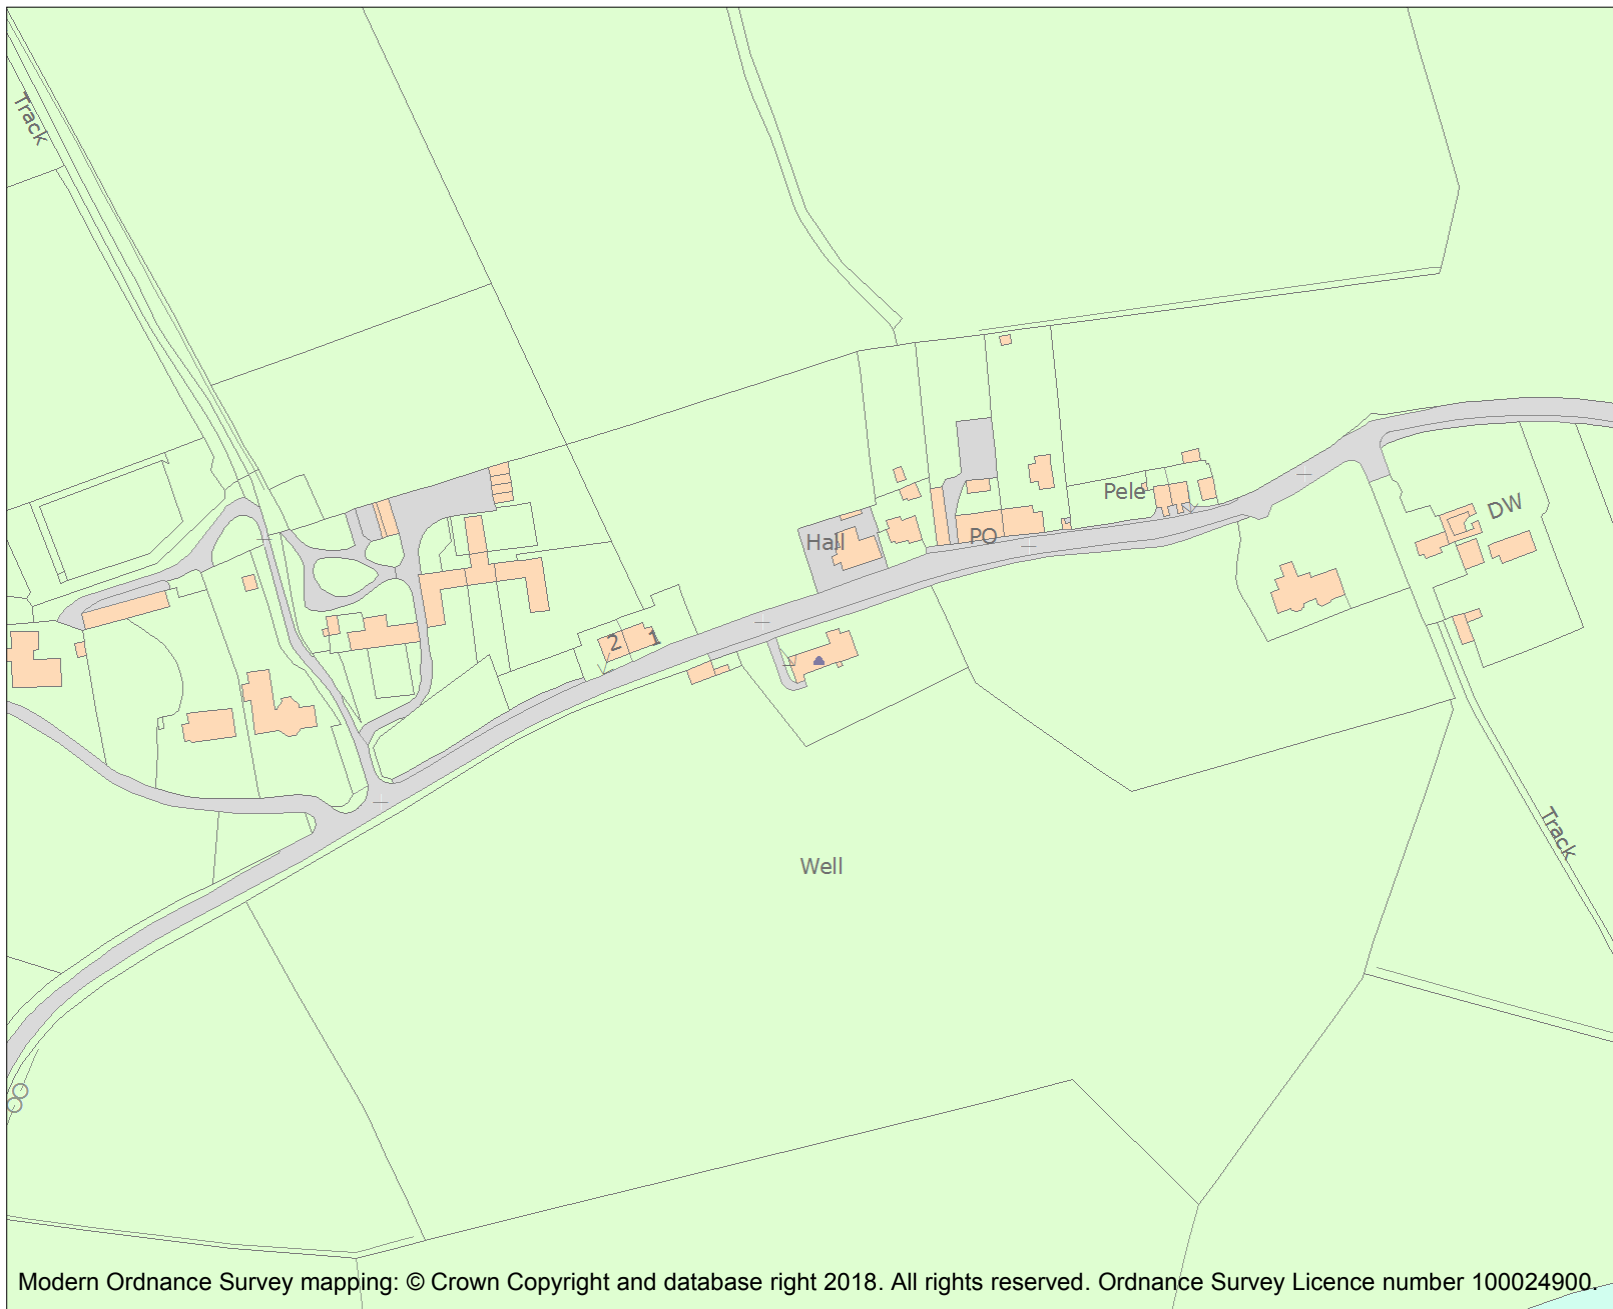 Track
DW
Pele
PO
Hall
2 1
Track
Well
Modern Ordnance Survey mapping: © Crown Copyright and database right 2018. All rights reserved. Ordnance Survey Licence number 100024900.